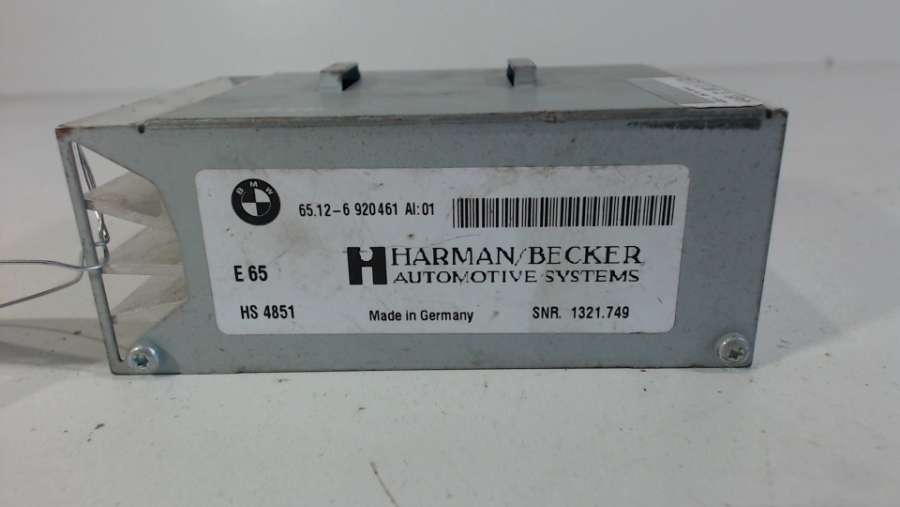 BMW
65.12-6 920461 AI:01
E 65
HARMAN/BECKER
AUTOMOTIVE SYSTEMS
HS 4851
Made in Germany
SNR. 1321.749